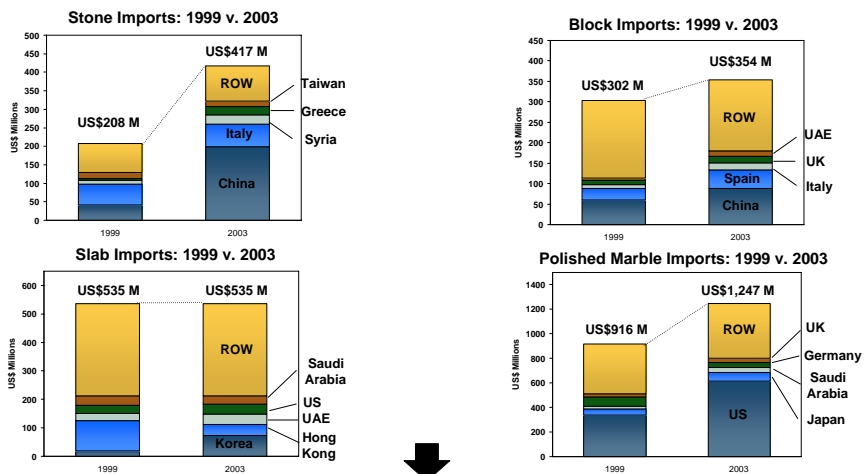 Stone Imports: 1999 v. 2003
US$ Millions
500
450
400
350
300
250
200
150
100
50
0
US$208 M
US$417 M
ROW
Italy
China
Taiwan
Greece
Syria
1999
2003
Block Imports: 1999 v. 2003
US$ Millions
450
400
350
300
250
200
150
100
50
0
US$302 M
US$354 M
ROW
Spain
China
UAE
UK
Italy
1999
2003
Slab Imports: 1999 v. 2003
US$ Millions
600
500
400
300
200
100
0
US$535 M
US$535 M
ROW
Korea
Saudi
Arabia
US
UAE
Hong
Kong
1999
2003
Polished Marble Imports: 1999 v. 2003
US$ Millions
1400
1200
1000
800
600
400
200
0
US$916 M
US$1,247 M
ROW
US
UK
Germany
Saudi
Arabia
Japan
1999
2003